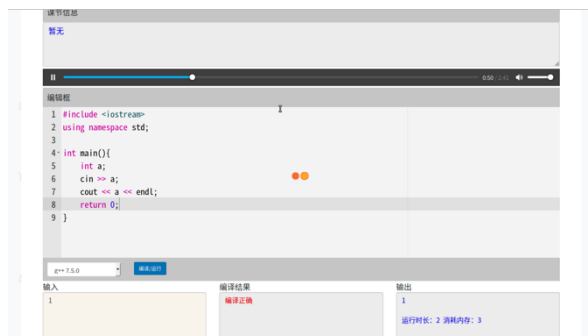 课节信息
暂无
0:50 / 2:41
编辑框
1 #include <iostream>
2 using namespace std;
3
4 int main(){
5 int a;
6 cin >> a;
7 cout << a << endl;
8 return 0;
9 }
g++ 7.5.0 编译/运行
输入 编译结果 输出
1 编译正确 1
运行时长：2 消耗内存：3